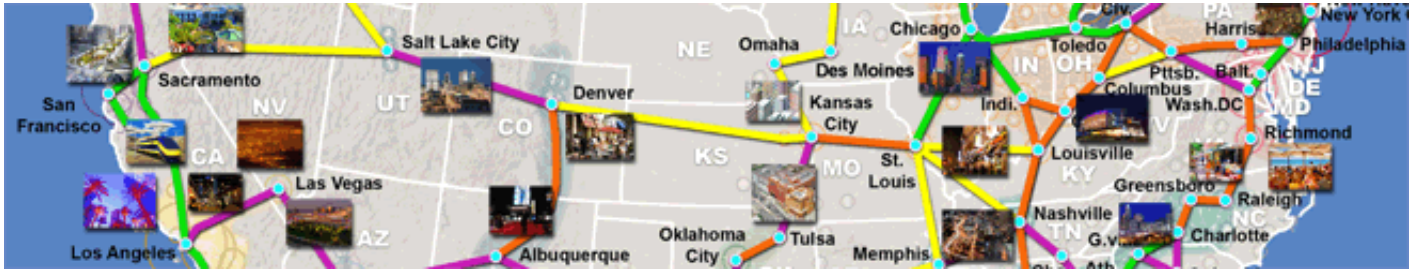 Clv.
PA
New York
Chicago
IA
Harris.
Salt Lake City
NE
Omaha
Toledo
OH
Philadelphia
Sacramento
Des Moines
IN
Pttsb.
Balt.
NJ
DE
MD
San
Francisco
NV
UT
Denver
Kansas
City
Indi.
Columbus
Wash.DC
CO
KS
MO
St.
Louis
Louisville
KY
Richmond
CA
Las Vegas
Greensboro
Raleigh
NC
Los Angeles
AZ
Albuquerque
Oklahoma
City
Tulsa
Memphis
Nashville
TN
G.v.
Charlotte
Ath.